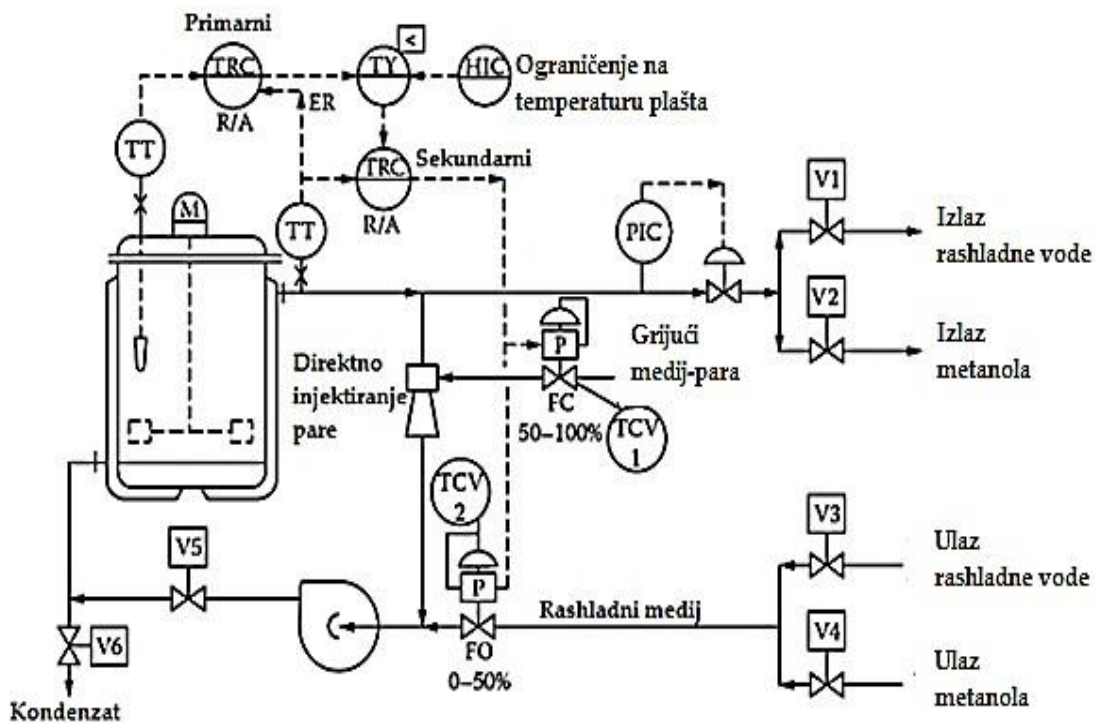 Primarni
TRC
R/A
TY
<
HIC
Ograničenje na
temperaturu plašta
ER
TT
TRC
Sekundarni
R/A
TT
M
PIC
V1
Izlaz
rashladne vode
V2
Izlaz
metanola
P
Grijući
medij-para
FC
50–100%
TCV
1
Direktno
injektiranje
pare
TCV
2
P
FO
0–50%
Rashladni medij
V3
Ulaz
rashladne vode
V4
Ulaz
metanola
V5
V6
Kondenzat